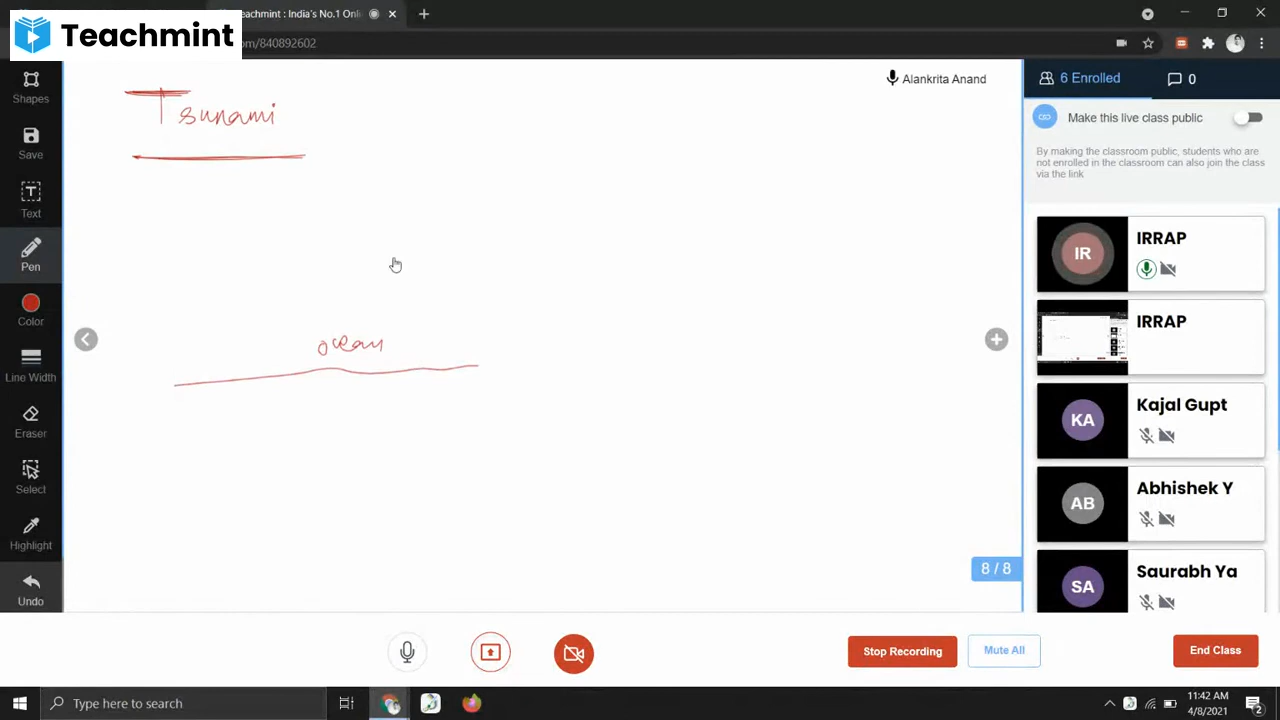 Teachmint : India's No.1 Onli
Teachmint
om/840892602
Shapes
Save
Text
Pen
Color
Line Width
Eraser
Select
Highlight
Undo
Tsunami
ocean
Alankrita Anand
8 / 8
6 Enrolled
0
Make this live class public
By making the classroom public, students who are
not enrolled in the classroom can also join the class
via the link
IR
IRRAP
IRRAP
KA
Kajal Gupt
AB
Abhishek Y
SA
Saurabh Ya
Stop Recording
Mute All
End Class
Type here to search
11:42 AM
4/8/2021
2